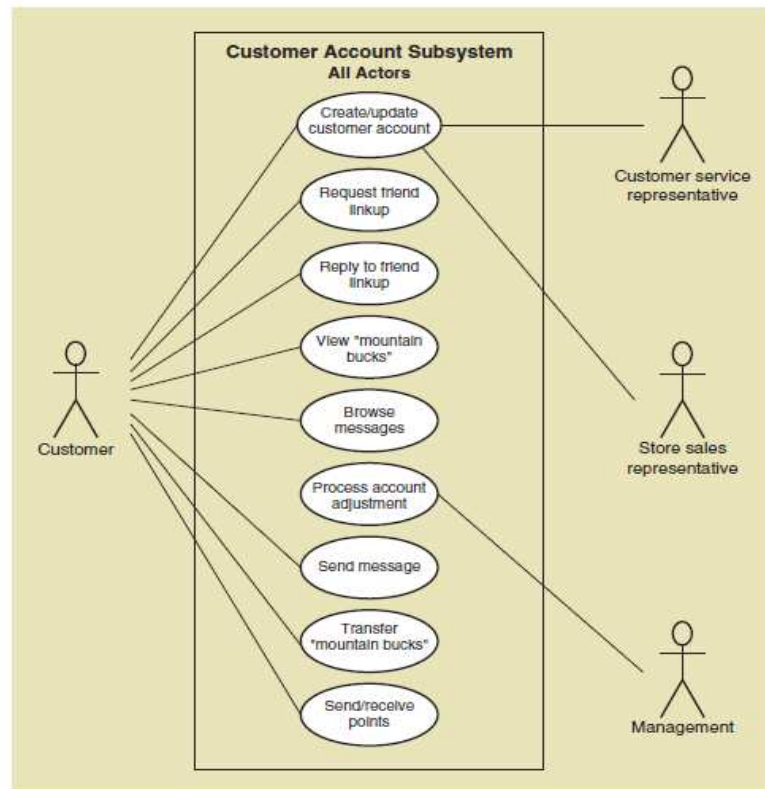 Customer Account Subsystem
All Actors
Create/update
customer account
Request friend
linkup
Reply to friend
linkup
View "mountain
bucks"
Browse
messages
Process account
adjustment
Send message
Transfer
"mountain bucks"
Send/receive
points
Customer
Customer service
representative
Store sales
representative
Management